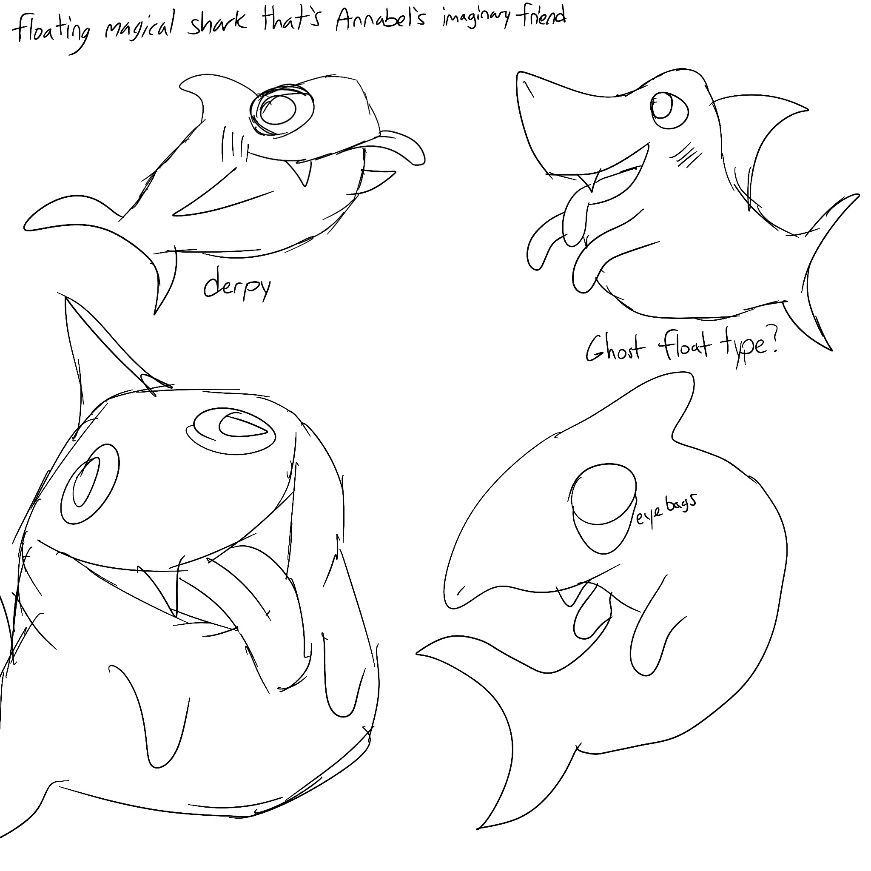 floating magical shark that's Annabel's imaginary friend
derpy
Ghost float type?
eye bags